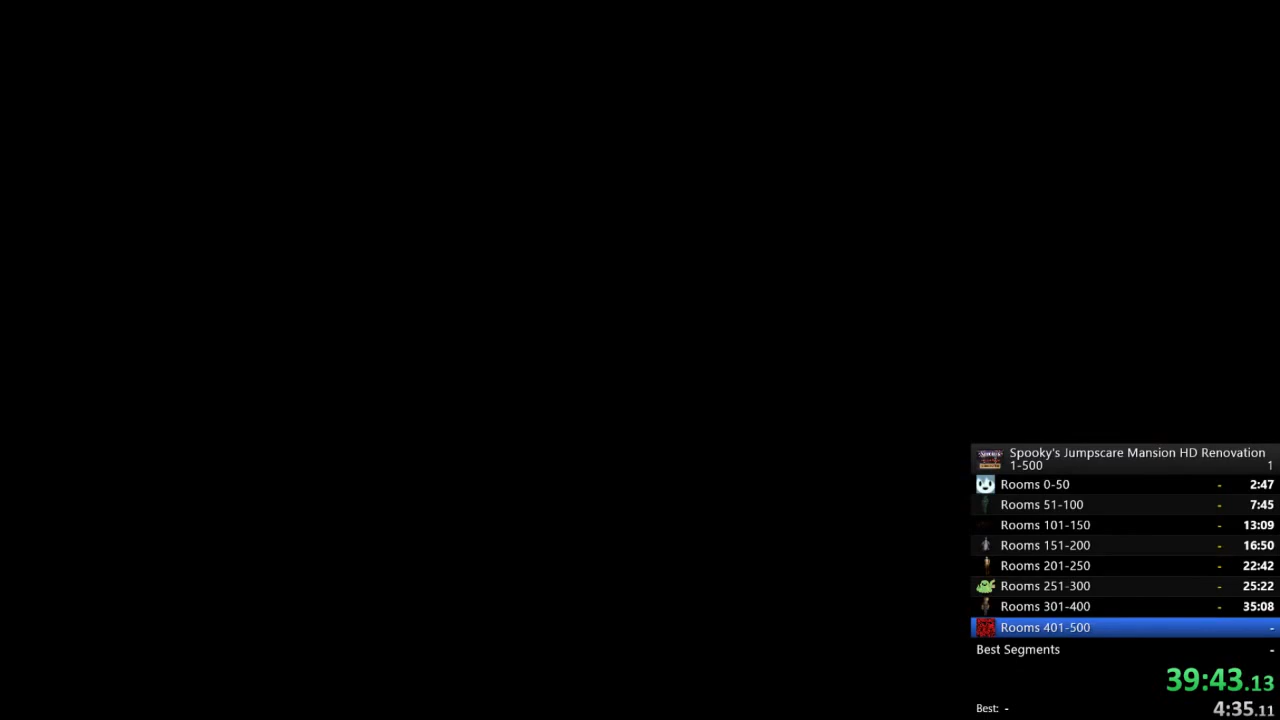 Spooky's Jumpscare Mansion HD Renovation
1-500 1
Rooms 0-50 - 2:47
Rooms 51-100 - 7:45
Rooms 101-150 - 13:09
Rooms 151-200 - 16:50
Rooms 201-250 - 22:42
Rooms 251-300 - 25:22
Rooms 301-400 - 35:08
Rooms 401-500 -
Best Segments -
39:43.13
Best: - 4:35.11